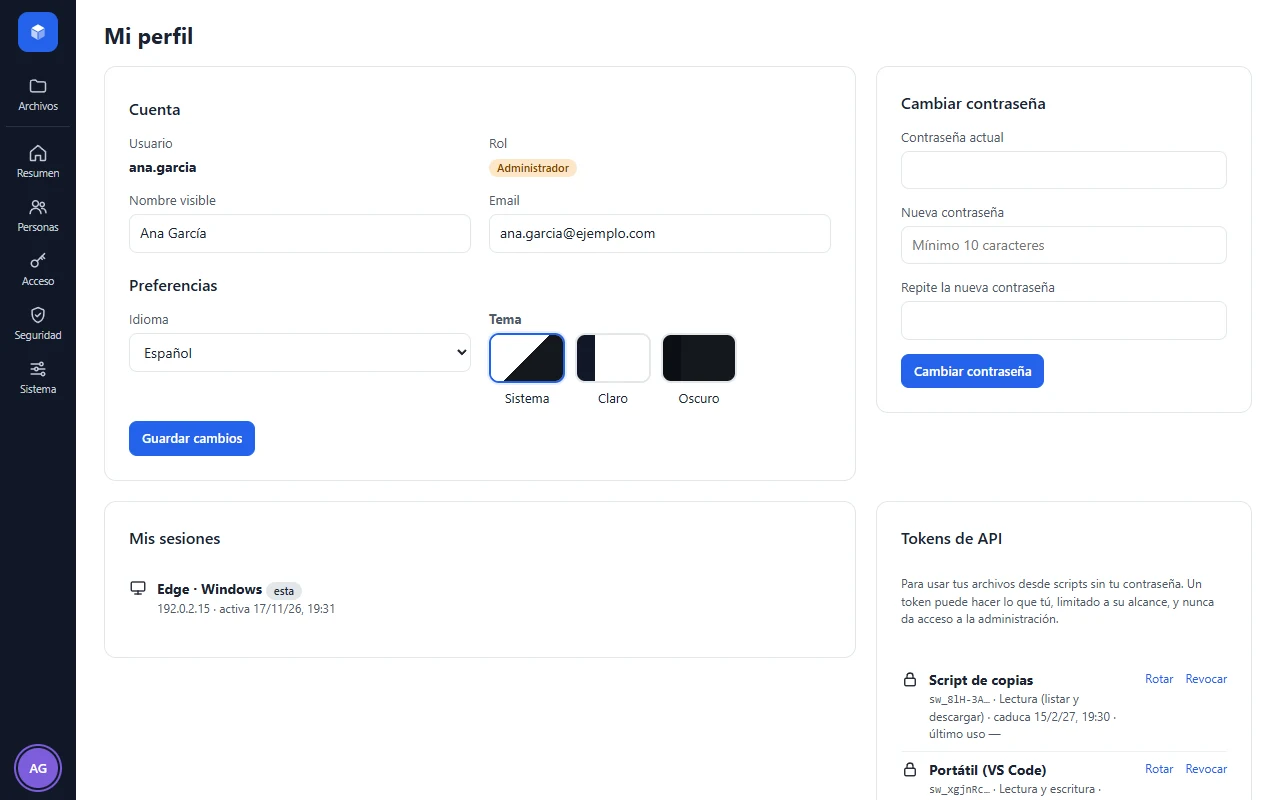 Archivos
Resumen
Personas
Acceso
Seguridad
Sistema
AG
Mi perfil
Cuenta
Usuario
ana.garcia
Rol
Administrador
Nombre visible
Ana García
Email
ana.garcia@ejemplo.com
Preferencias
Idioma
Español
Tema
Sistema
Claro
Oscuro
Guardar cambios
Cambiar contraseña
Contraseña actual
Nueva contraseña
Mínimo 10 caracteres
Repite la nueva contraseña
Cambiar contraseña
Mis sesiones
Edge · Windows esta
192.0.2.15 · activa 17/11/26, 19:31
Tokens de API
Para usar tus archivos desde scripts sin tu contraseña. Un
token puede hacer lo que tú, limitado a su alcance, y nunca
da acceso a la administración.
Script de copias
Rotar Revocar
sw_8lH-3A… · Lectura (listar y
descargar) · caduca 15/2/27, 19:30 ·
último uso —
Portátil (VS Code)
Rotar Revocar
sw_xgjnRc… · Lectura y escritura ·